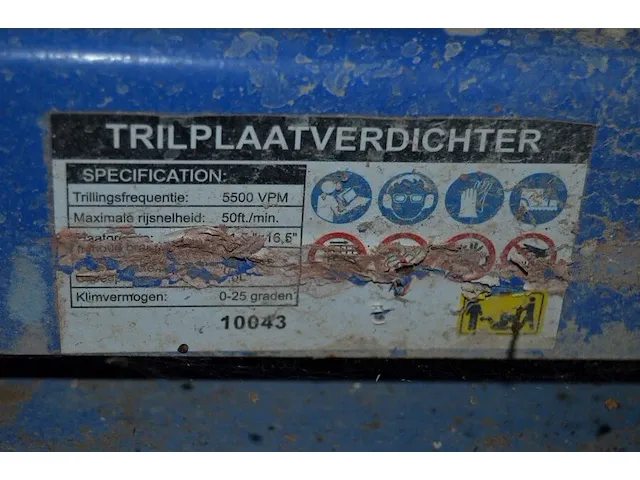 TRILPLAATVERDICHTER
SPECIFICATION:
Trillingsfrequentie: 5500 VPM
Maximale rijsnelheid: 50ft./min.
16,5"
Klimvermogen: 0-25 graden
10043